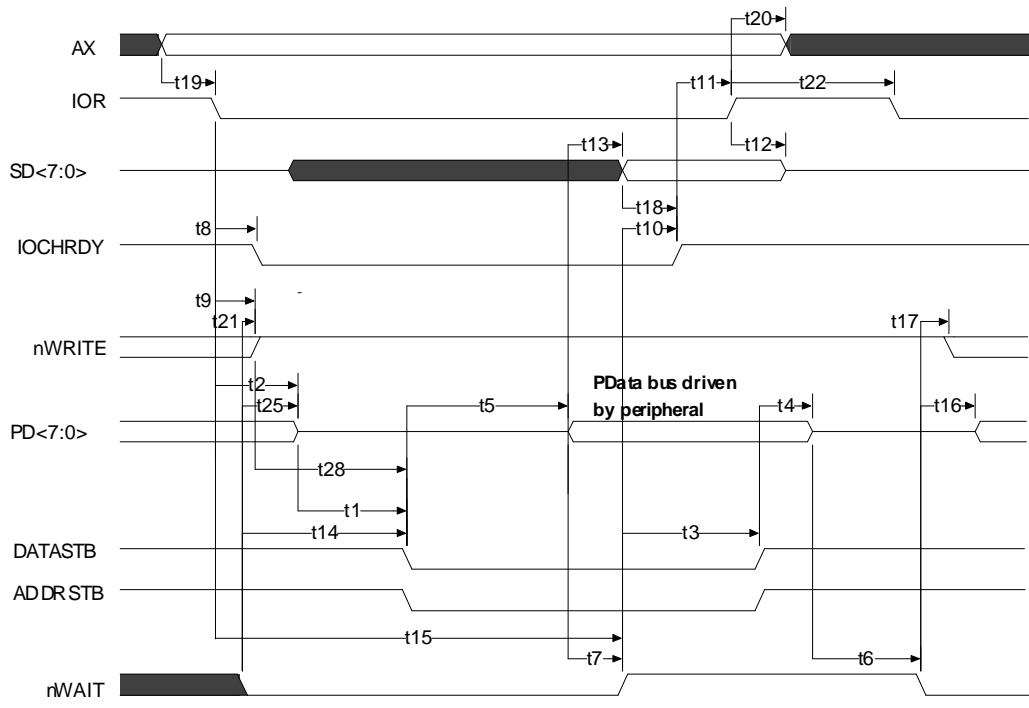 t20
AX
t19
t11
t22
IOR
t13
t12
SD<7:0>
t18
t8
t10
IOCHRDY
t9
t21
t17
nWRITE
t2
PData bus driven
t25
t5
by peripheral
t4
t16
PD<7:0>
t28
t1
t14
t3
DATASTB
ADDRSTB
t15
t7
t6
nWAIT